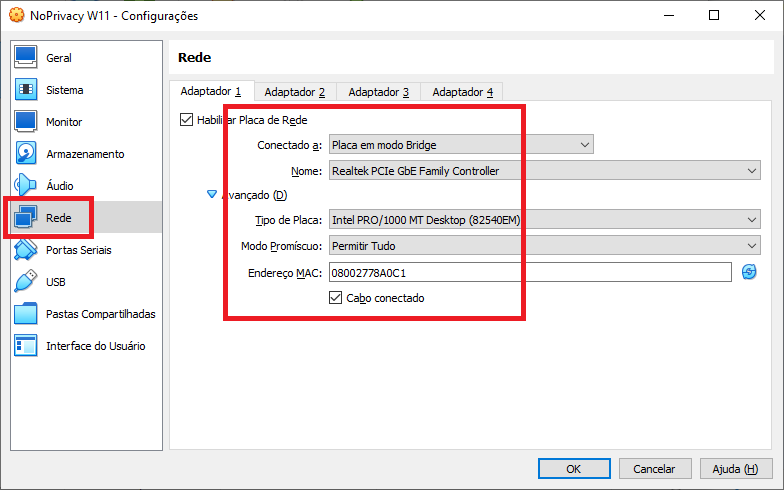 NoPrivacy W11 - Configurações
Geral
Sistema
Monitor
Armazenamento
Áudio
Rede
Portas Seriais
USB
Pastas Compartilhadas
Interface do Usuário
Rede
Adaptador 1 Adaptador 2 Adaptador 3 Adaptador 4
Habilitar Placa de Rede
Conectado a: Placa em modo Bridge
Nome: Realtek PCIe GbE Family Controller
Avançado (D)
Tipo de Placa: Intel PRO/1000 MT Desktop (82540EM)
Modo Promíscuo: Permitir Tudo
Endereço MAC: 08002778A0C1
Cabo conectado
OK Cancelar Ajuda (H)